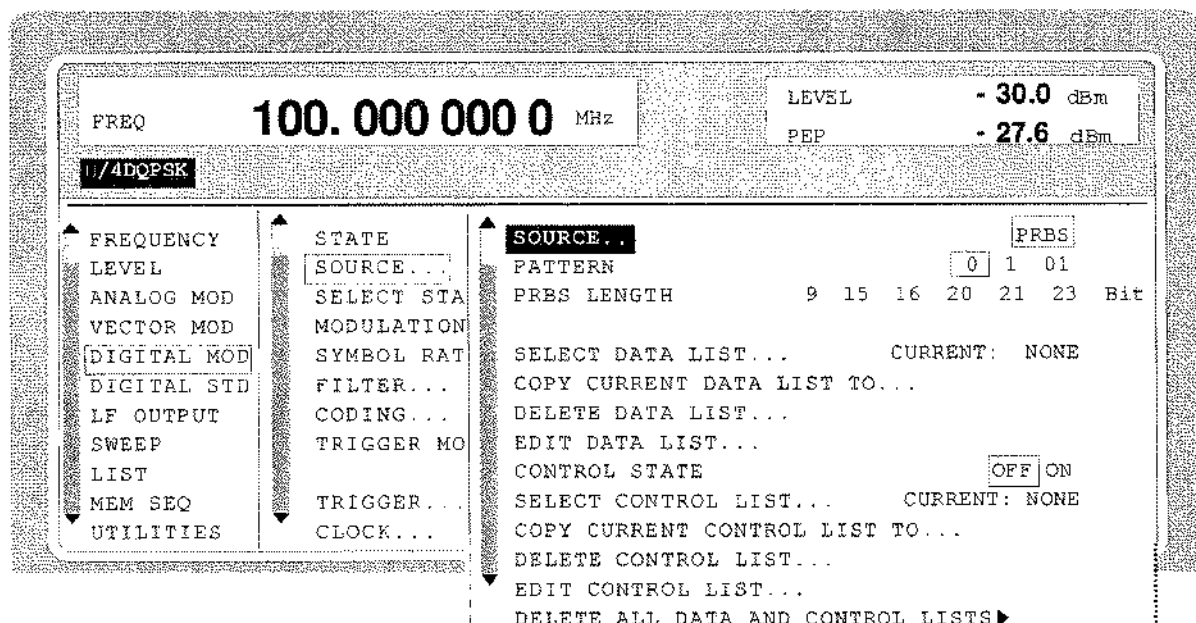 FREQ 100. 000 000 0 MHz
LEVEL - 30.0 dBm
PEP - 27.6 dBm
π/4DQPSK
FREQUENCY
LEVEL
ANALOG MOD
VECTOR MOD
DIGITAL MOD
DIGITAL STD
LF OUTPUT
SWEEP
LIST
MEM SEQ
UTILITIES
STATE
SOURCE...
SELECT STA
MODULATION
SYMBOL RAT
FILTER...
CODING...
TRIGGER MO
TRIGGER...
CLOCK...
SOURCE.. PRBS
PATTERN 0 1 01
PRBS LENGTH 9 15 16 20 21 23 Bit
SELECT DATA LIST... CURRENT: NONE
COPY CURRENT DATA LIST TO...
DELETE DATA LIST...
EDIT DATA LIST...
CONTROL STATE OFF ON
SELECT CONTROL LIST... CURRENT: NONE
COPY CURRENT CONTROL LIST TO...
DELETE CONTROL LIST...
EDIT CONTROL LIST...
DELETE ALL DATA AND CONTROL LISTS▶